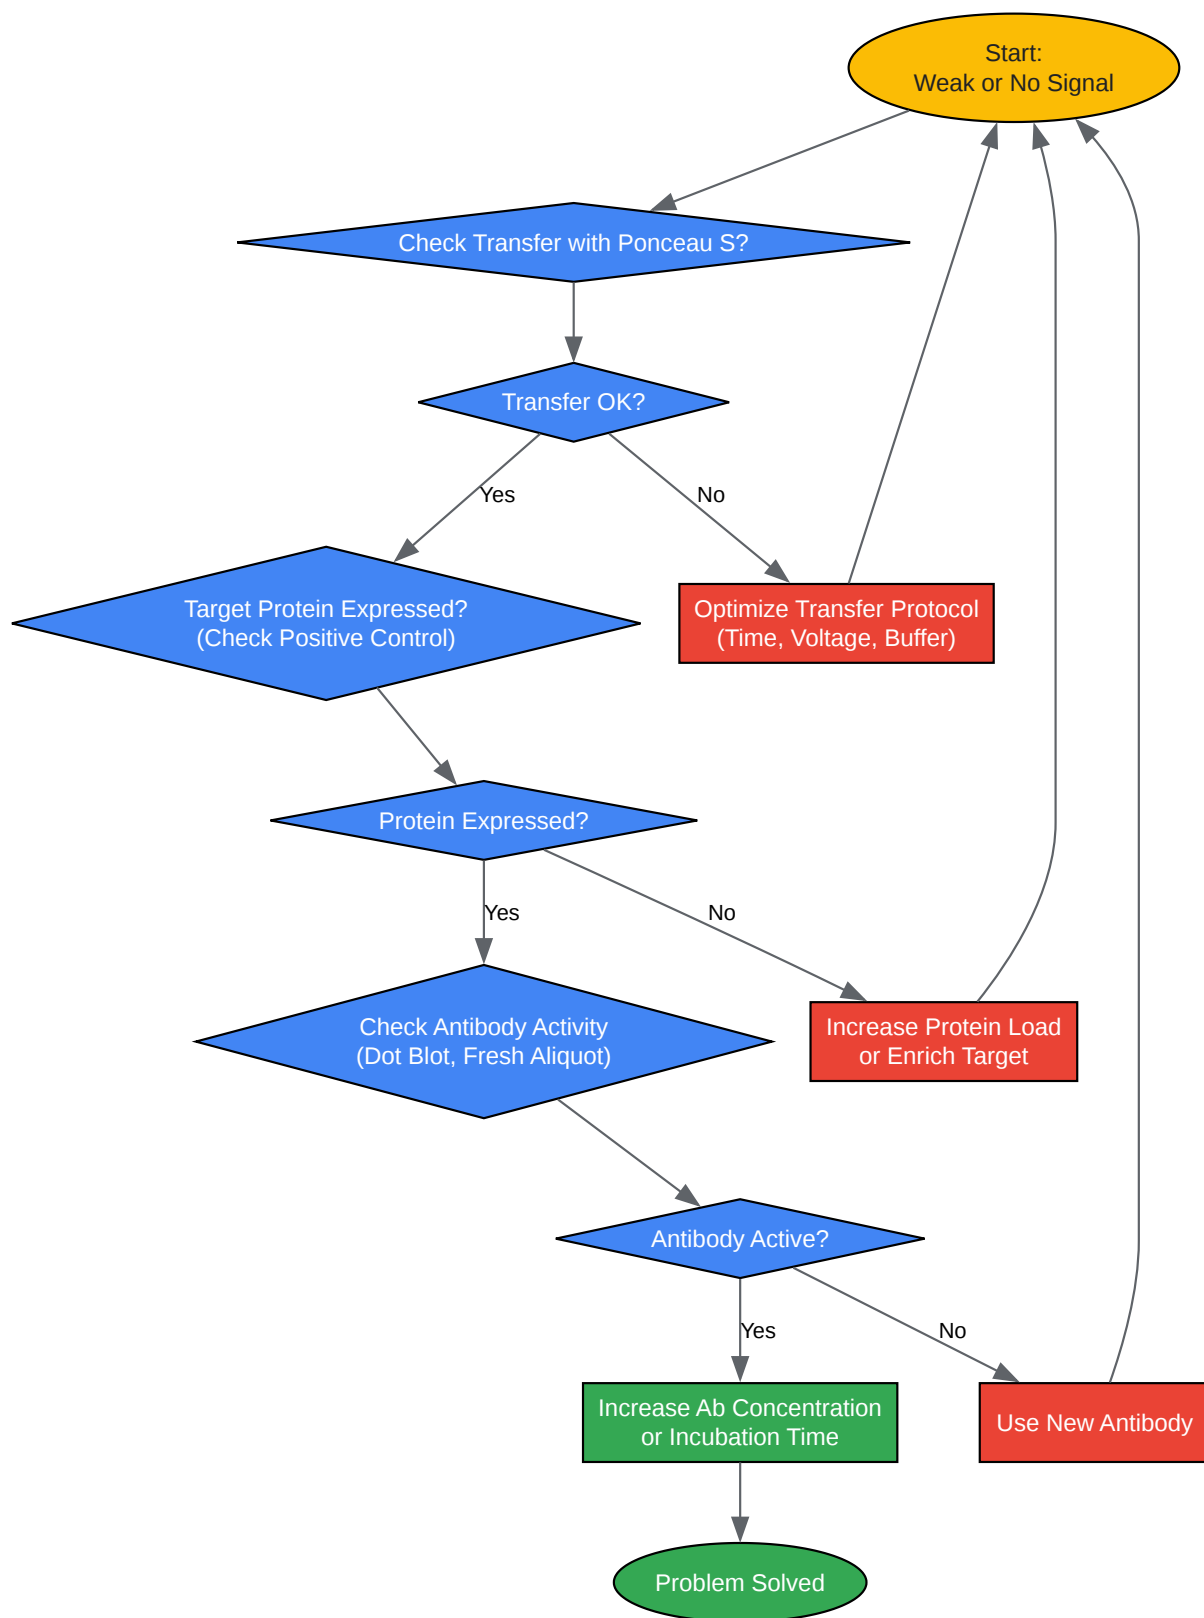 Start:
Weak or No Signal
Check Transfer with Ponceau S?
Transfer OK?
Yes
No
Target Protein Expressed?
(Check Positive Control)
Optimize Transfer Protocol
(Time, Voltage, Buffer)
Protein Expressed?
Yes
No
Check Antibody Activity
(Dot Blot, Fresh Aliquot)
Increase Protein Load
or Enrich Target
Antibody Active?
Yes
No
Increase Ab Concentration
or Incubation Time
Use New Antibody
Problem Solved